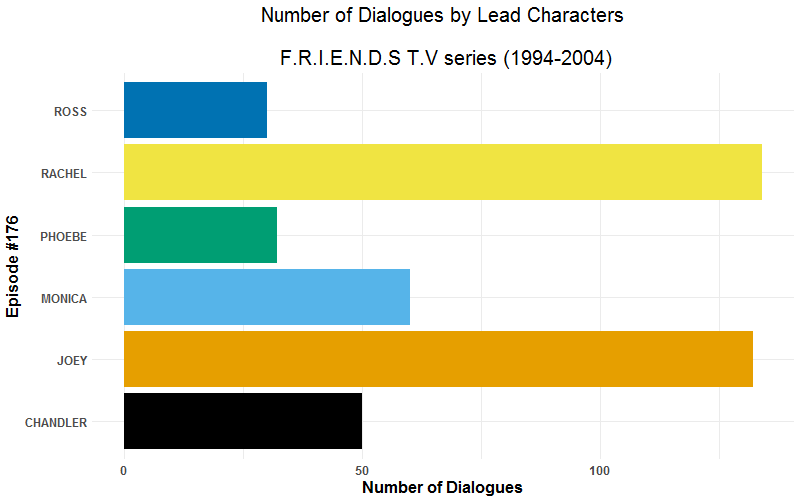 Number of Dialogues by Lead Characters
F.R.I.E.N.D.S T.V series (1994-2004)
ROSS
RACHEL
PHOEBE
Episode #176
MONICA
JOEY
CHANDLER
0 50 100
Number of Dialogues